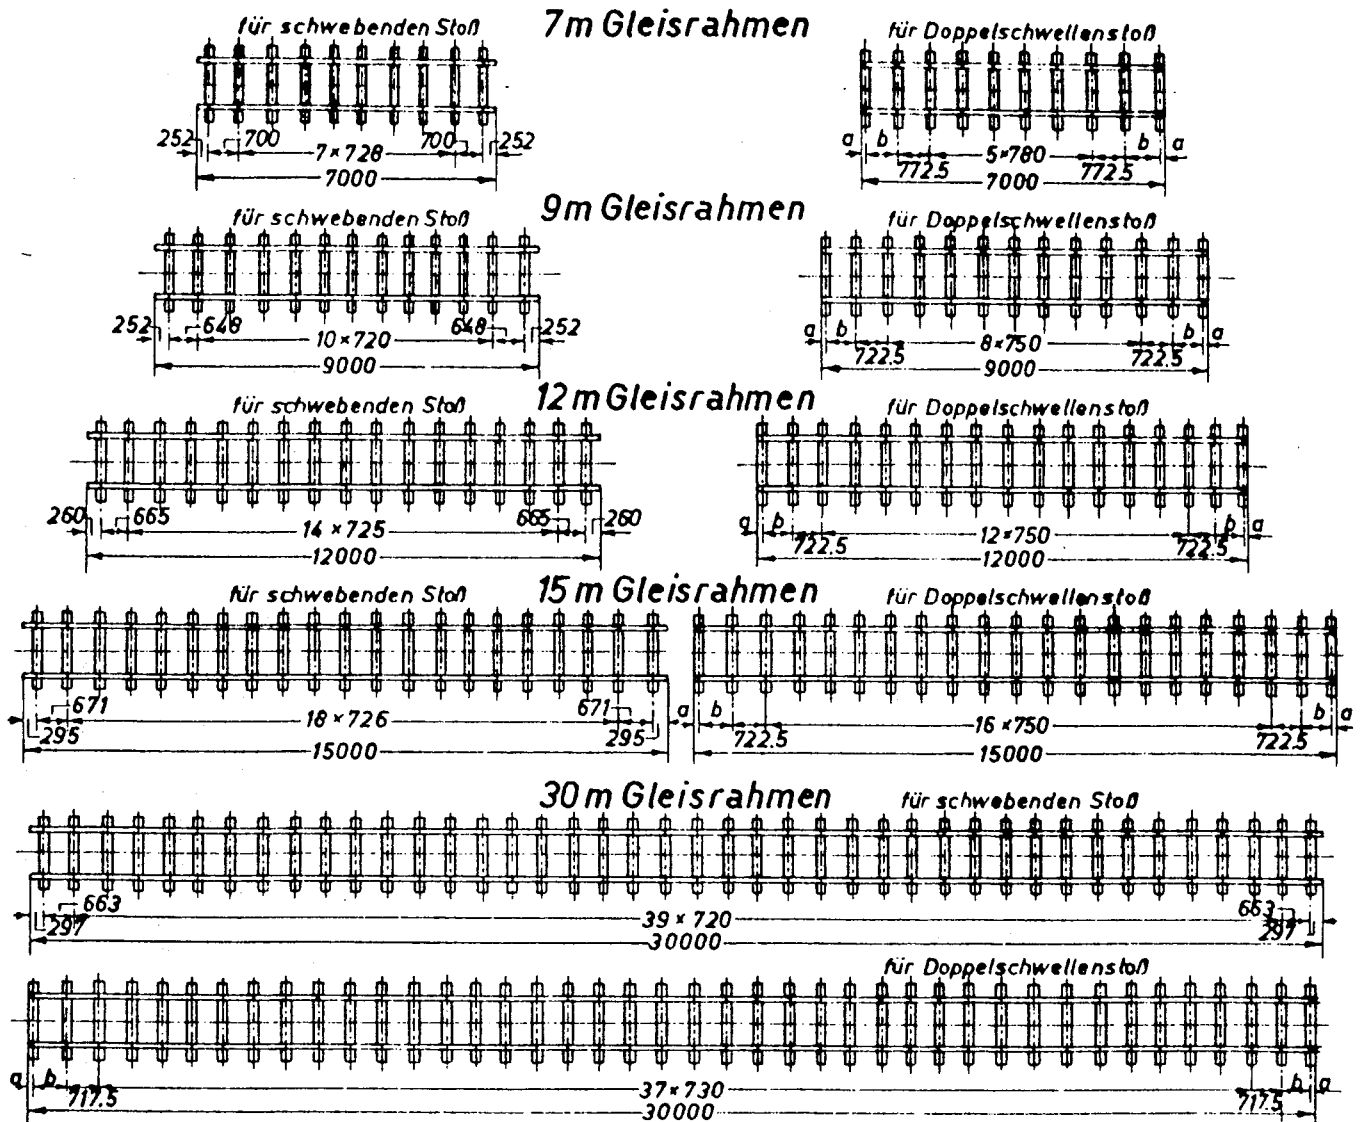 7m Gleisrahmen
für schwebenden Stoß
für Doppelschwellenstoß
252 700 7×728 700 252
7000
a b 772.5 5×780 772.5 b a
7000
9m Gleisrahmen
für schwebenden Stoß
für Doppelschwellenstoß
252 648 10×720 648 252
9000
a b 722.5 8×750 722.5 b a
9000
12m Gleisrahmen
für schwebenden Stoß
für Doppelschwellenstoß
260 665 14×725 665 260
12000
a b 722.5 12×750 722.5 b a
12000
15m Gleisrahmen
für schwebenden Stoß
für Doppelschwellenstoß
295 671 18×726 671 295
15000
a b 722.5 16×750 722.5 b a
15000
30m Gleisrahmen
für schwebenden Stoß
297 663 39×720 663 297
30000
für Doppelschwellenstoß
a b 717.5 37×730 717.5 b a
30000